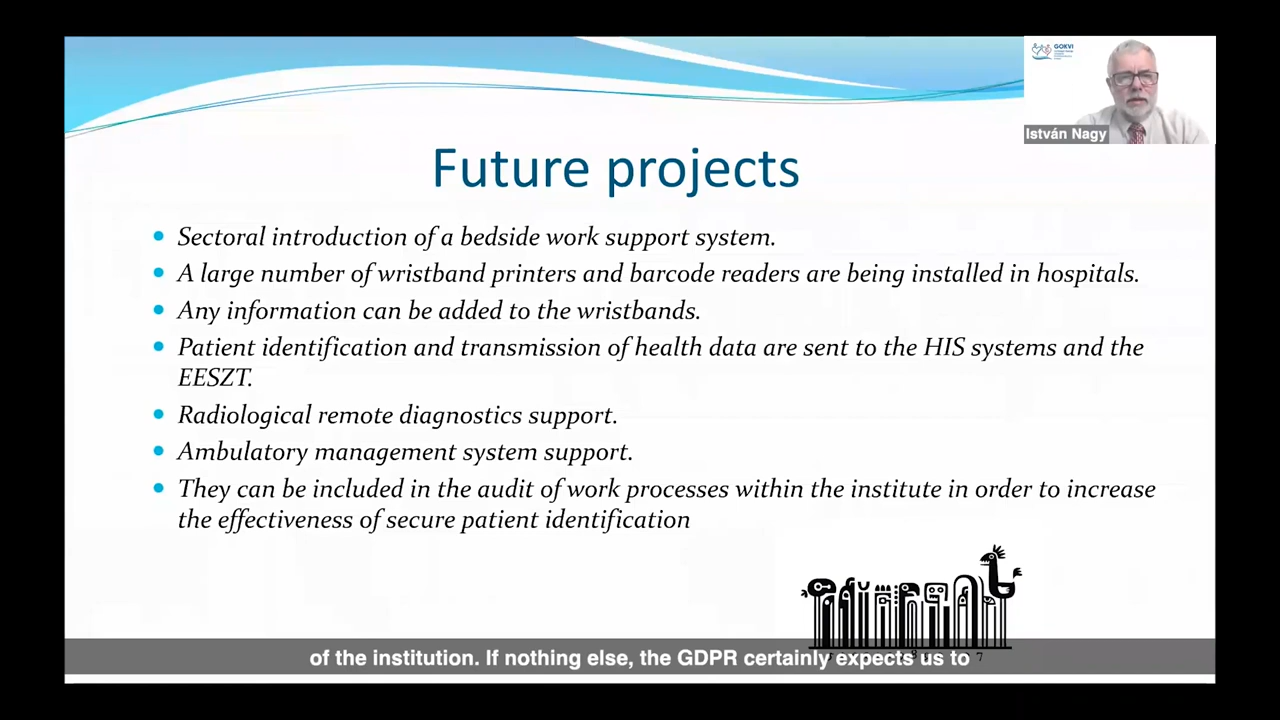 GOKVI
István Nagy
Future projects
Sectoral introduction of a bedside work support system.
A large number of wristband printers and barcode readers are being installed in hospitals.
Any information can be added to the wristbands.
Patient identification and transmission of health data are sent to the HIS systems and the
EESZT.
Radiological remote diagnostics support.
Ambulatory management system support.
They can be included in the audit of work processes within the institute in order to increase
the effectiveness of secure patient identification
of the institution. If nothing else, the GDPR certainly expects us to